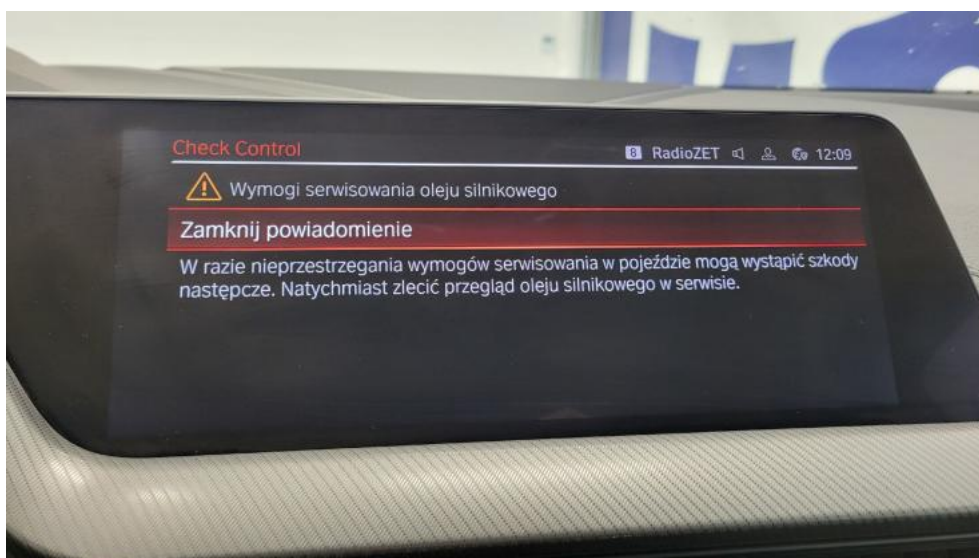 Check Control
8 RadioZET 12:09
Wymogi serwisowania oleju silnikowego
Zamknij powiadomienie
W razie nieprzestrzegania wymogów serwisowania w pojeździe mogą wystąpić szkody
następcze. Natychmiast zlecić przegląd oleju silnikowego w serwisie.